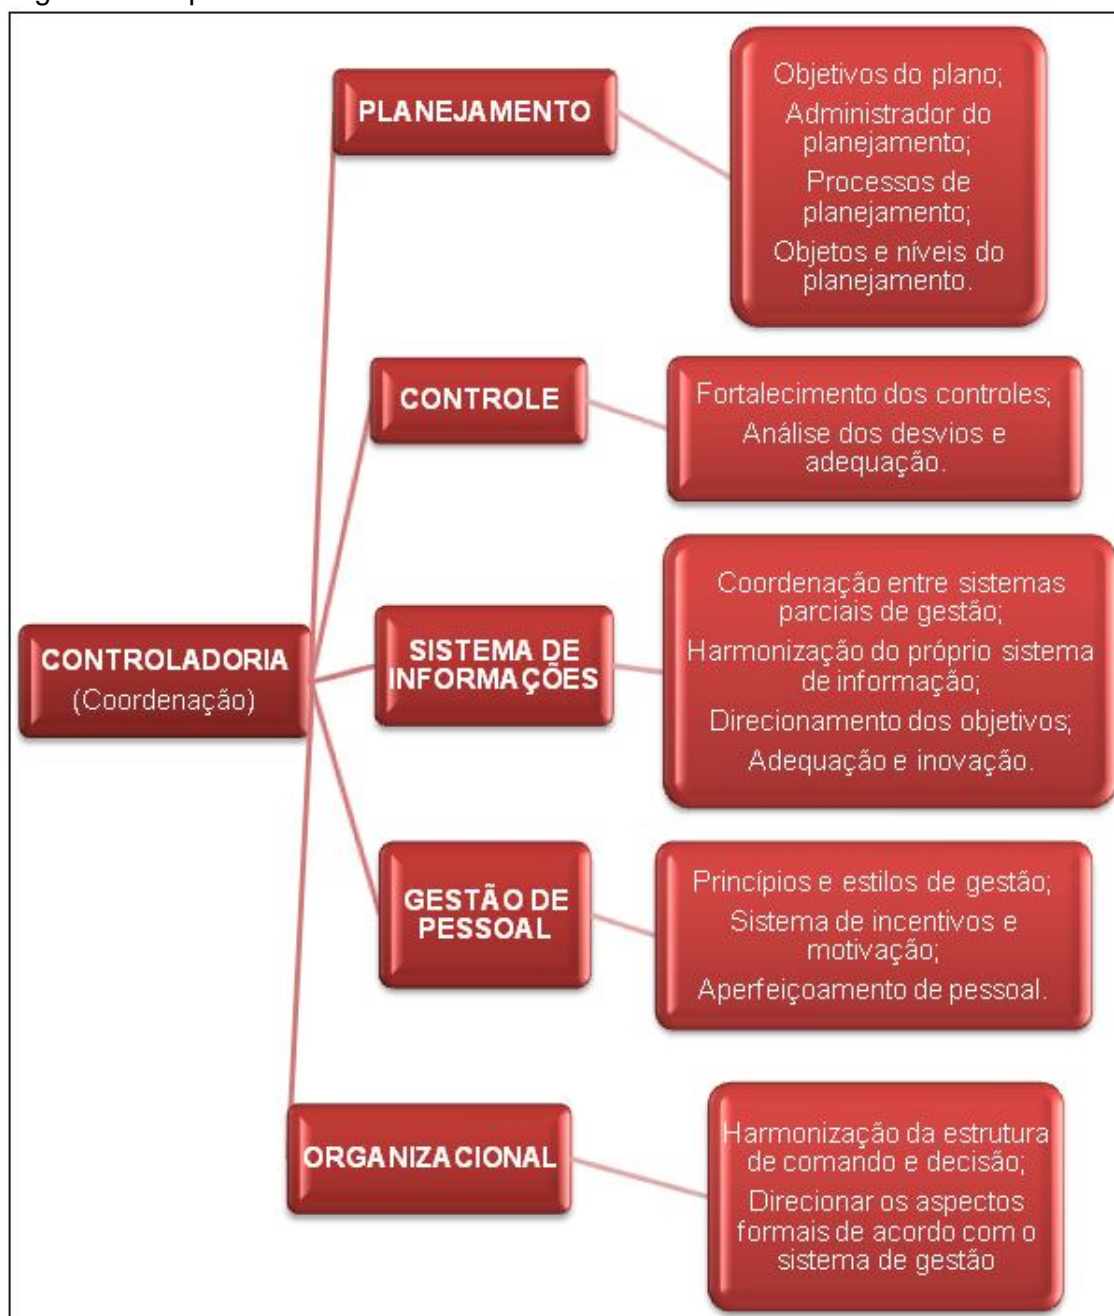 PLANEJAMENTO
Objetivos do plano;
Administrador do
planejamento;
Processos de
planejamento;
Objetos e níveis do
planejamento.
CONTROLE
Fortalecimento dos controles;
Análise dos desvios e
adequação.
CONTROLADORIA
(Coordenação)
SISTEMA DE
INFORMAÇÕES
Coordenação entre sistemas
parciais de gestão;
Harmonização do próprio sistema
de informação;
Direcionamento dos objetivos;
Adequação e inovação.
GESTÃO DE
PESSOAL
Princípios e estilos de gestão;
Sistema de incentivos e
motivação;
Aperfeiçoamento de pessoal.
ORGANIZACIONAL
Harmonização da estrutura
de comando e decisão;
Direcionar os aspectos
formais de acordo com o
sistema de gestão